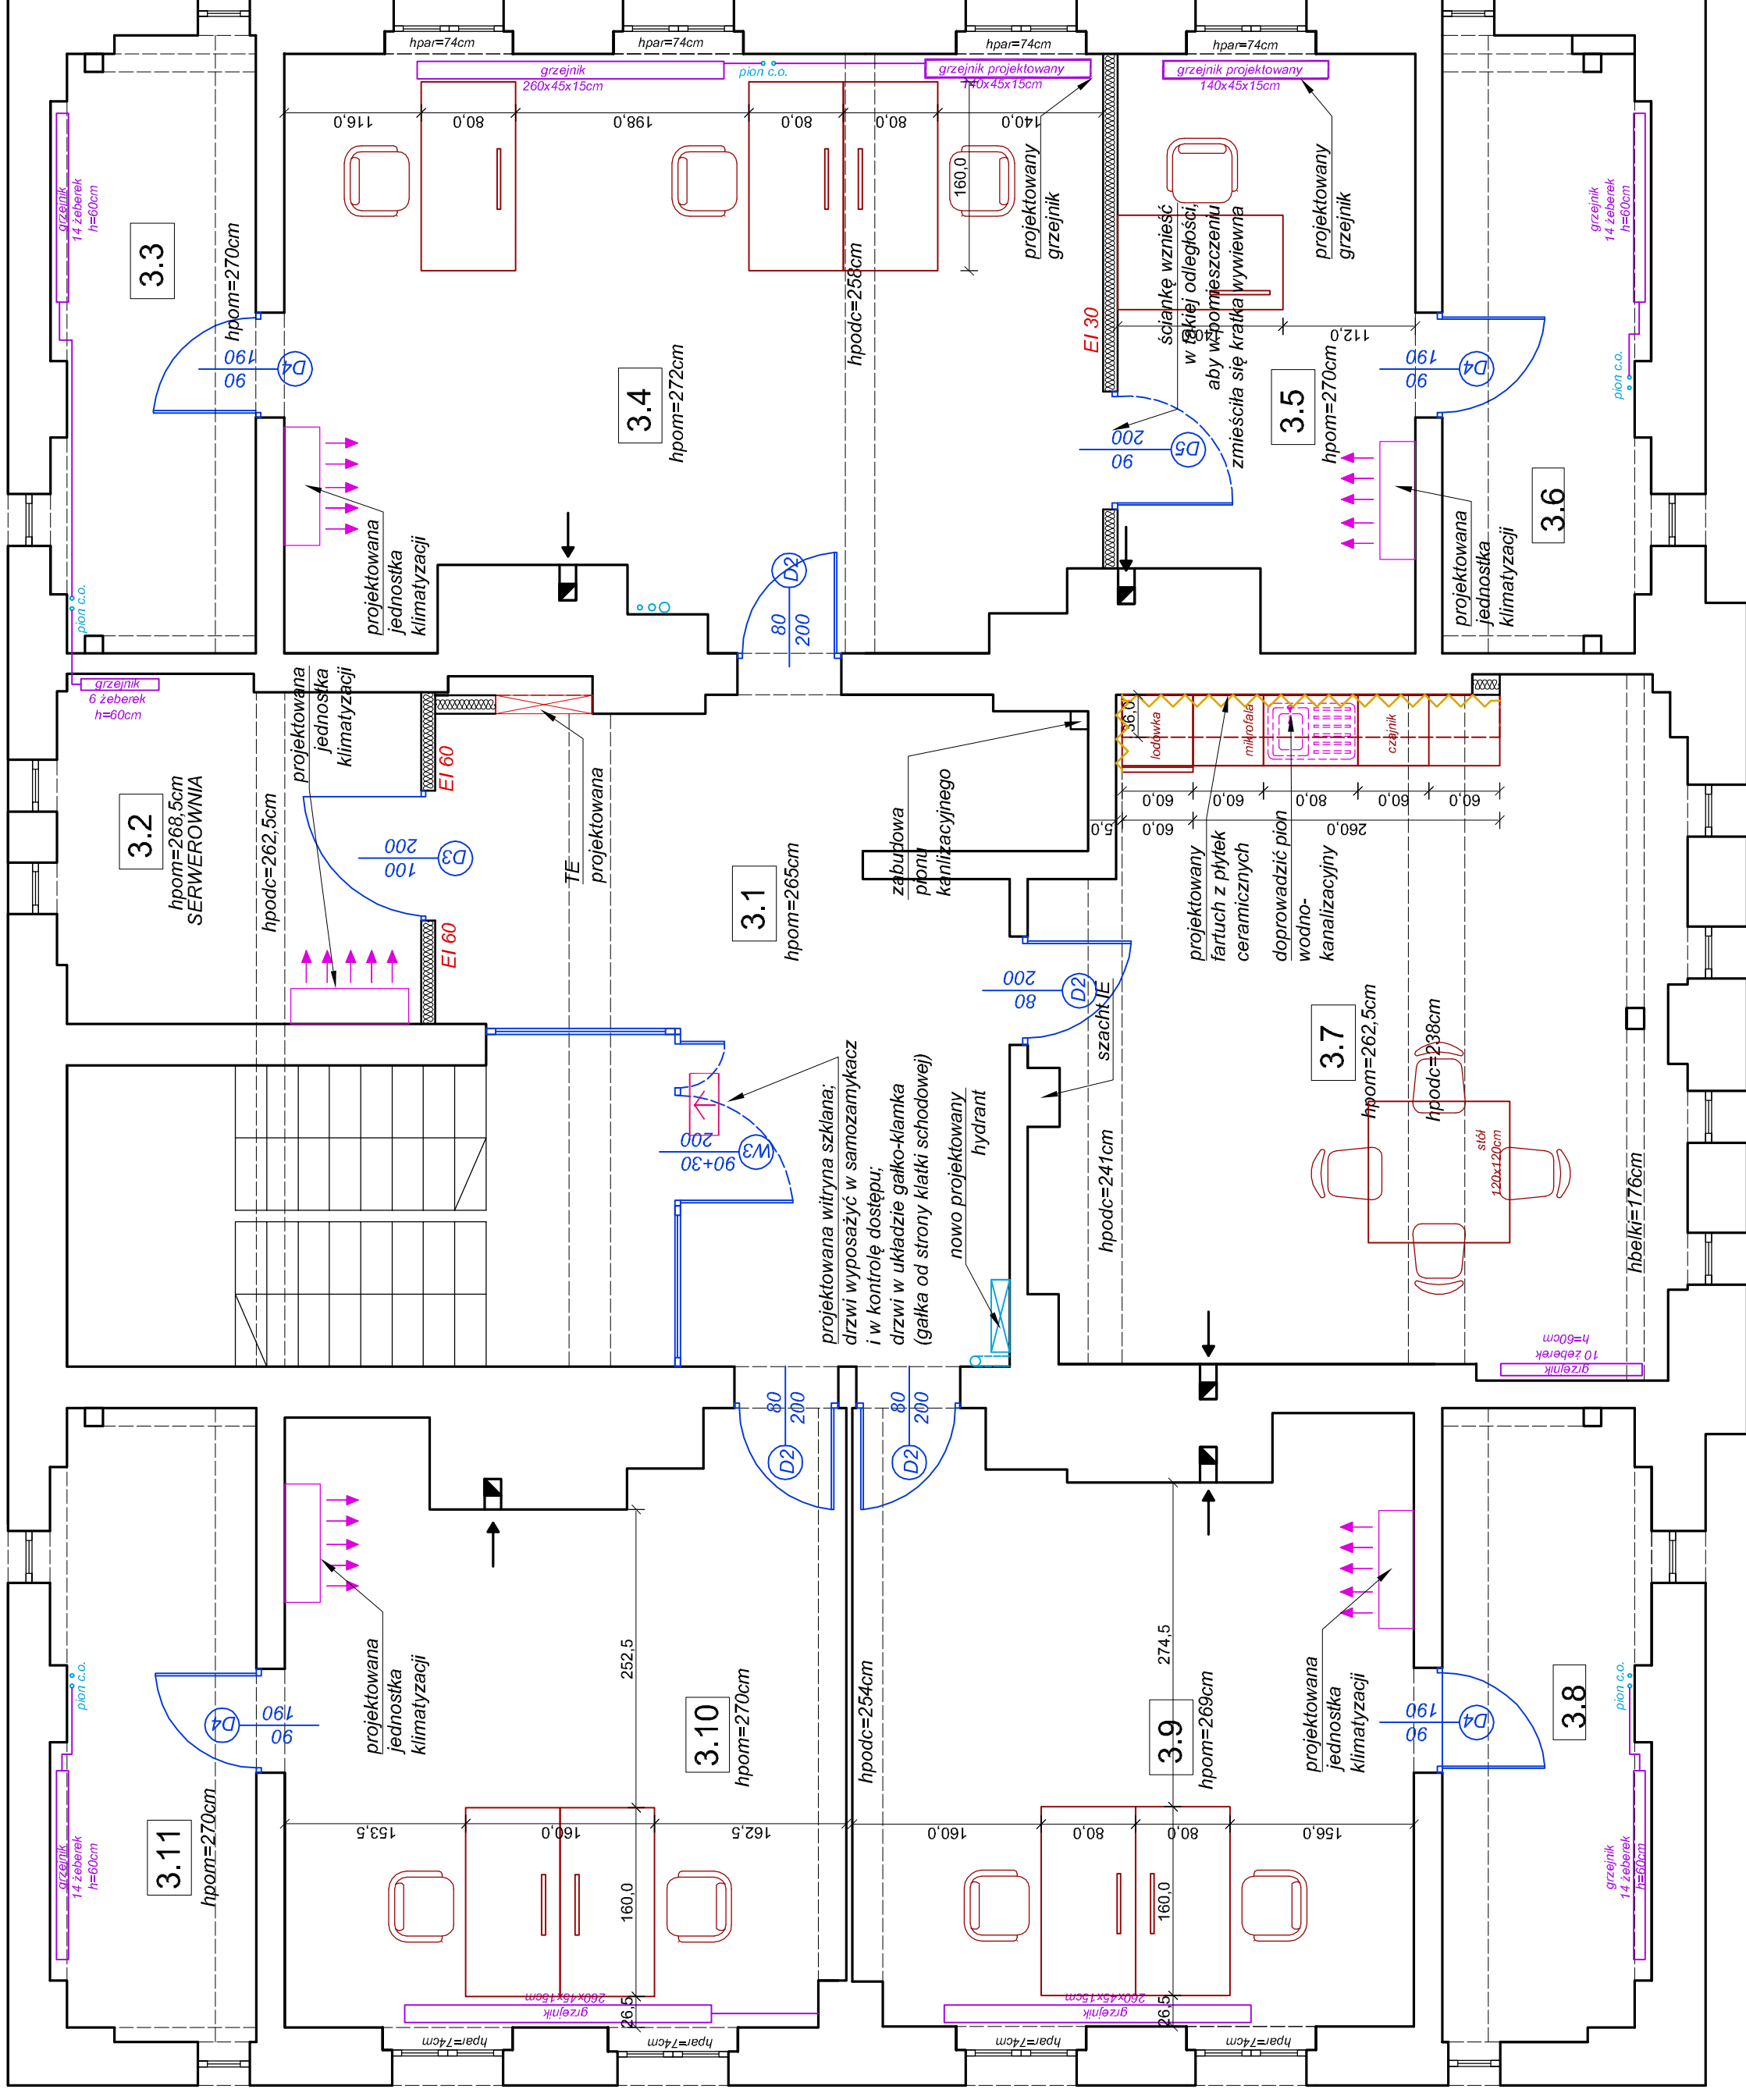 hpar=74cm
hpar=74cm
hpar=74cm
hpar=74cm
grzejnik
260x45x15cm
pion c.o.
grzejnik projektowany
140x45x15cm
grzejnik projektowany
140x45x15cm
116,0
80,0
198,0
80,0
80,0
140,0
160,0
grzejnik
14 żeberek
h=60cm
3.3
hpom=270cm
90
190
D4
pion c.o.
3.4
hpom=272cm
hpodc=258cm
projektowany
grzejnik
EI 30
ściankę wznieść
w takiej odległości,
aby w pomieszczeniu
zmieściła się kratka wywiewna
projektowany
grzejnik
140,0
112,0
3.5
hpom=270cm
90
200
D5
90
190
D4
grzejnik
14 żeberek
h=60cm
pion c.o.
3.6
projektowana
jednostka
klimatyzacji
projektowana
jednostka
klimatyzacji
80
200
D2
grzejnik
6 żeberek
h=60cm
3.2
hpom=268,5cm
SERWEROWNIA
hpodc=262,5cm
projektowana
jednostka
klimatyzacji
EI 60
EI 60
100
200
D3
TE
projektowana
3.1
hpom=265cm
zabudowa
pionu
kanlizacyjnego
36,0
lodówka
mikrofala
czajnik
60,0
60,0
80,0
60,0
60,0
5,0
60,0
260,0
projektowany
fartuch z płytek
ceramicznych
doprowadzić pion
wodno-
kanalizacyjny
80
200
D2
szacht IE
3.7
hpom=262,5cm
hpodc=238cm
hpodc=241cm
stół
120x120cm
hbelki=176cm
90+30
200
W3
projektowana witryna szklana;
drzwi wyposażyć w samozamykacz
i w kontrolę dostępu;
drzwi w układzie gałko-klamka
(gałka od strony klatki schodowej)
nowo projektowany
hydrant
grzejnik
10 żeberek
h=60cm
80
200
D2
80
200
D2
projektowana
jednostka
klimatyzacji
252,5
274,5
90
190
D4
pion c.o.
3.11
hpom=270cm
grzejnik
14 żeberek
h=60cm
3.10
hpom=270cm
hpodc=254cm
3.9
hpom=269cm
projektowana
jednostka
klimatyzacji
90
190
D4
3.8
pion c.o.
grzejnik
14 żeberek
h=60cm
153,5
160,0
162,5
160,0
80,0
80,0
156,0
160,0
160,0
26,5
26,5
grzejnik
260x45x15cm
grzejnik
260x45x15cm
hpar=74cm
hpar=74cm
hpar=74cm
hpar=74cm